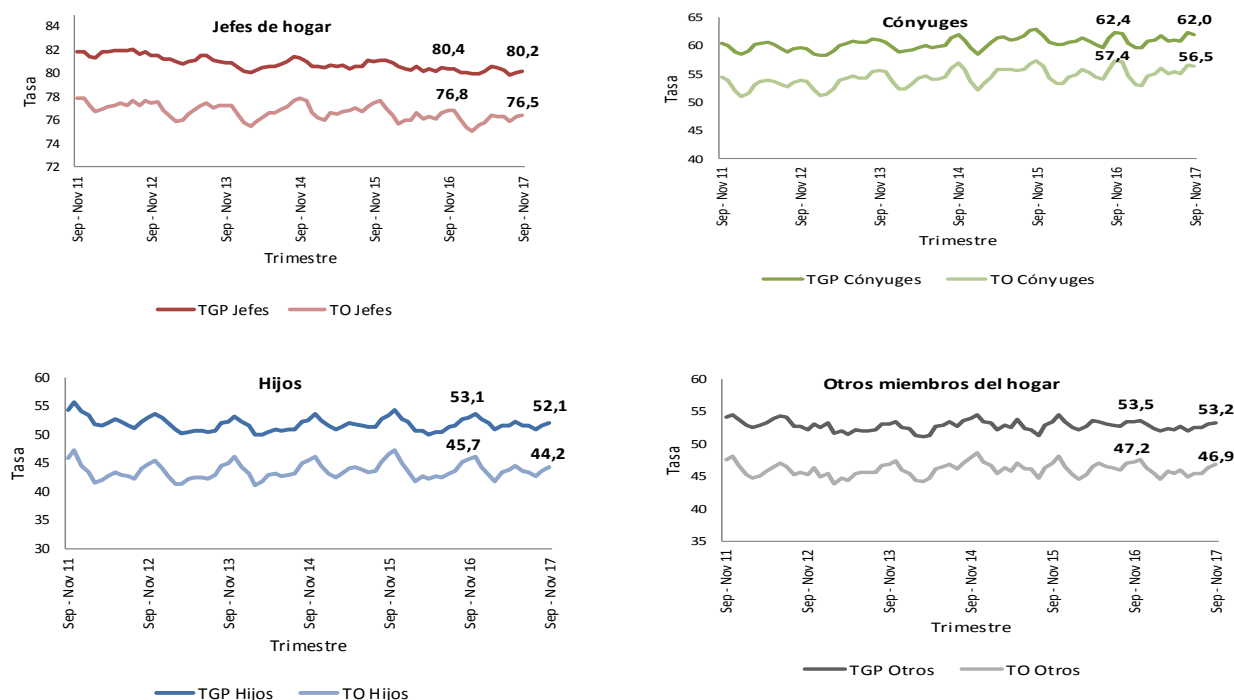 Jefes de hogar
84
82
80
78
76
74
72
Tasa
80,4
80,2
76,8
76,5
Sep - Nov 11
Sep - Nov 12
Sep - Nov 13
Sep - Nov 14
Sep - Nov 15
Sep - Nov 16
Sep - Nov 17
Trimestre
TGP Jefes
TO Jefes
Cónyuges
65
60
55
50
45
40
Tasa
62,4
62,0
57,4
56,5
Sep - Nov 11
Sep - Nov 12
Sep - Nov 13
Sep - Nov 14
Sep - Nov 15
Sep - Nov 16
Sep - Nov 17
Trimestre
TGP Cónyuges
TO Cónyuges
Hijos
60
55
50
45
40
35
30
Tasa
53,1
52,1
45,7
44,2
Sep - Nov 11
Sep - Nov 12
Sep - Nov 13
Sep - Nov 14
Sep - Nov 15
Sep - Nov 16
Sep - Nov 17
Trimestre
TGP Hijos
TO Hijos
Otros miembros del hogar
60
55
50
45
40
35
Tasa
53,5
53,2
47,2
46,9
Sep - Nov 11
Sep - Nov 12
Sep - Nov 13
Sep - Nov 14
Sep - Nov 15
Sep - Nov 16
Sep - Nov 17
Trimestre
TGP Otros
TO Otros